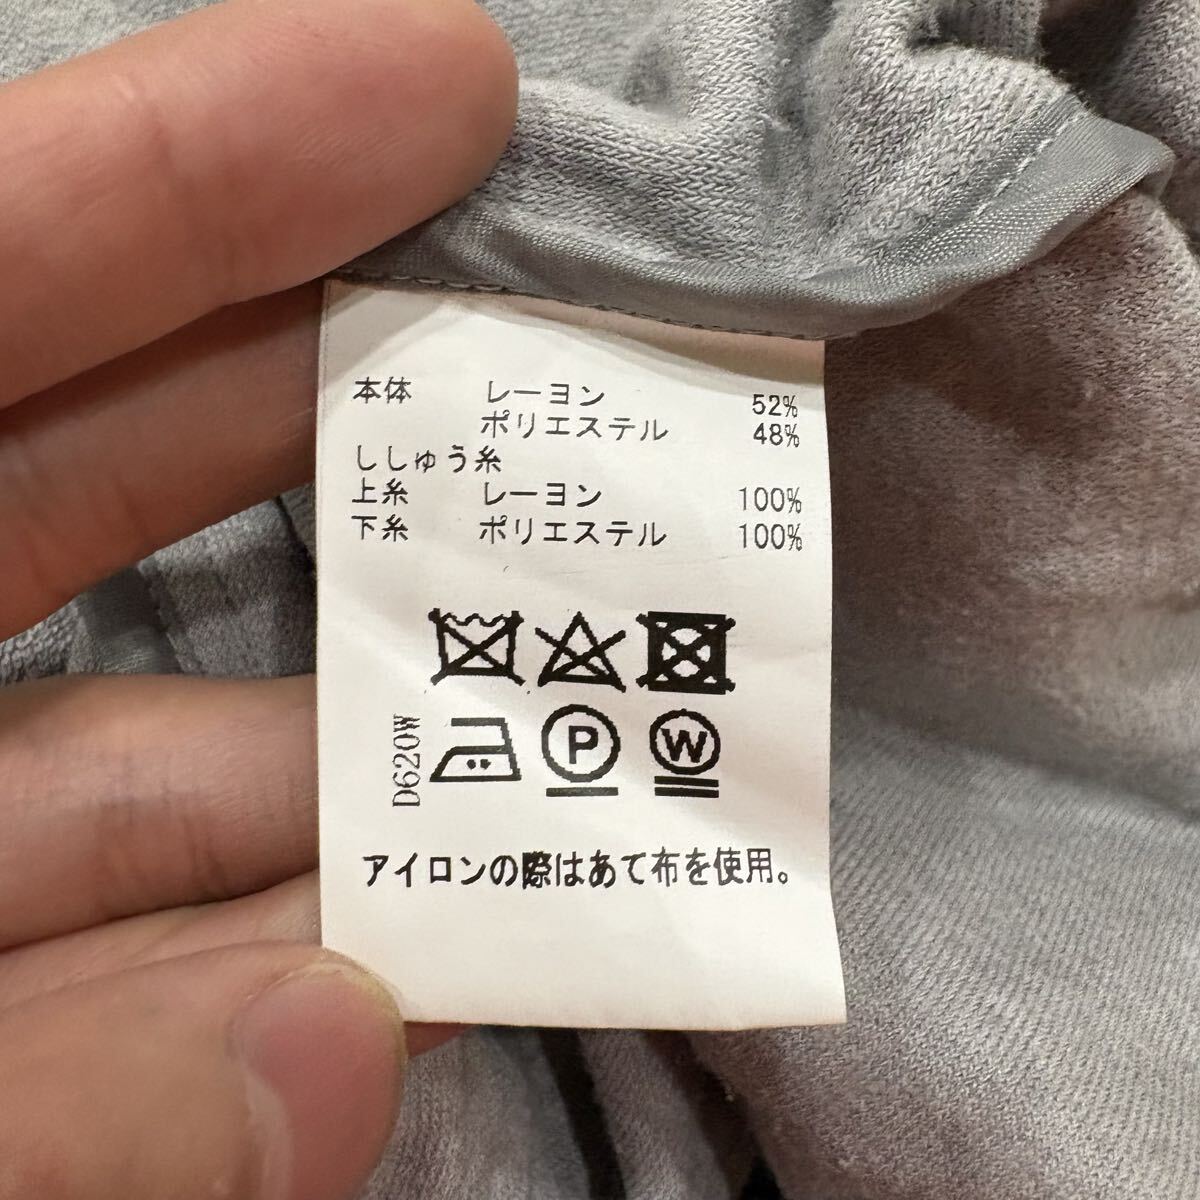 本体 レーヨン 52%
ポリエステル 48%
ししゅう糸
上糸 レーヨン 100%
下糸 ポリエステル 100%
D620W
P W
アイロンの際はあて布を使用。